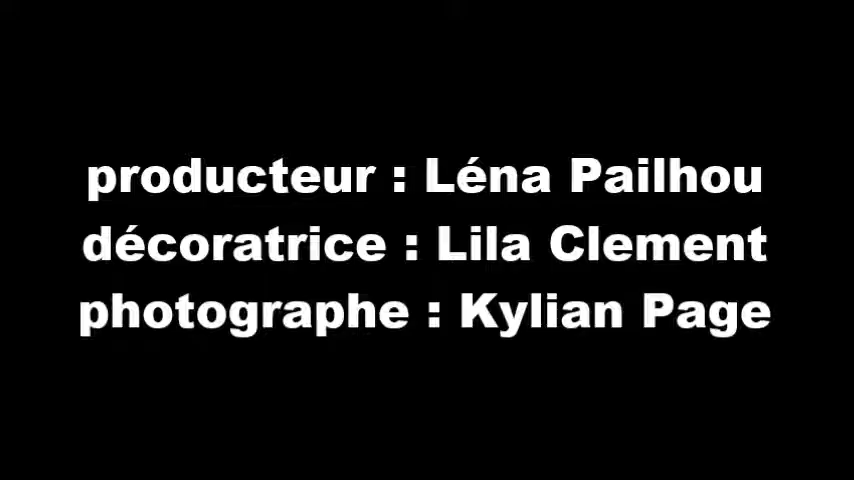 producteur : Léna Pailhou
décoratrice : Lila Clement
photographe : Kylian Page